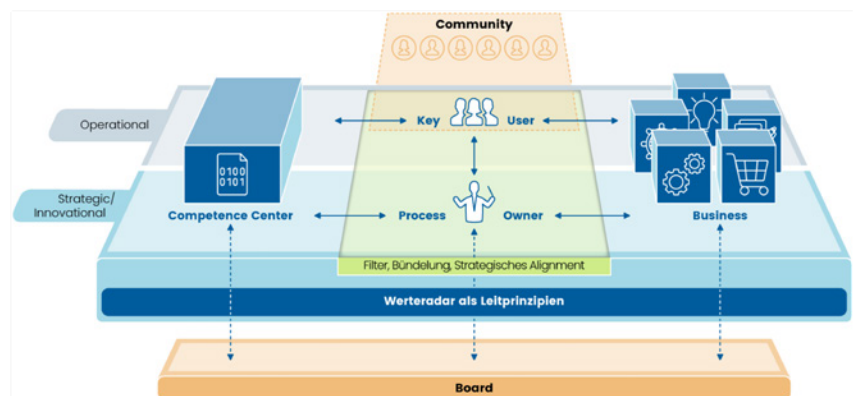 Community
Operational
Key User
0100
0101
Strategic/
Innovational
Competence Center
Process Owner
Business
Filter, Bündelung, Strategisches Alignment
Werteradar als Leitprinzipien
Board